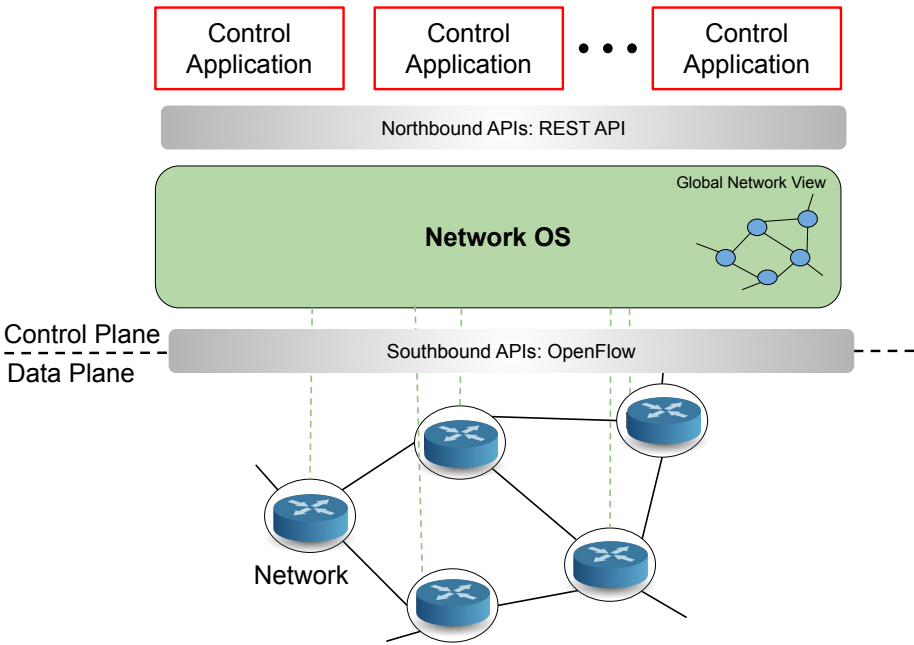 Control
Application
Control
Application
Control
Application
Northbound APIs: REST API
Global Network View
Network OS
Control Plane
Southbound APIs: OpenFlow
Data Plane
Network